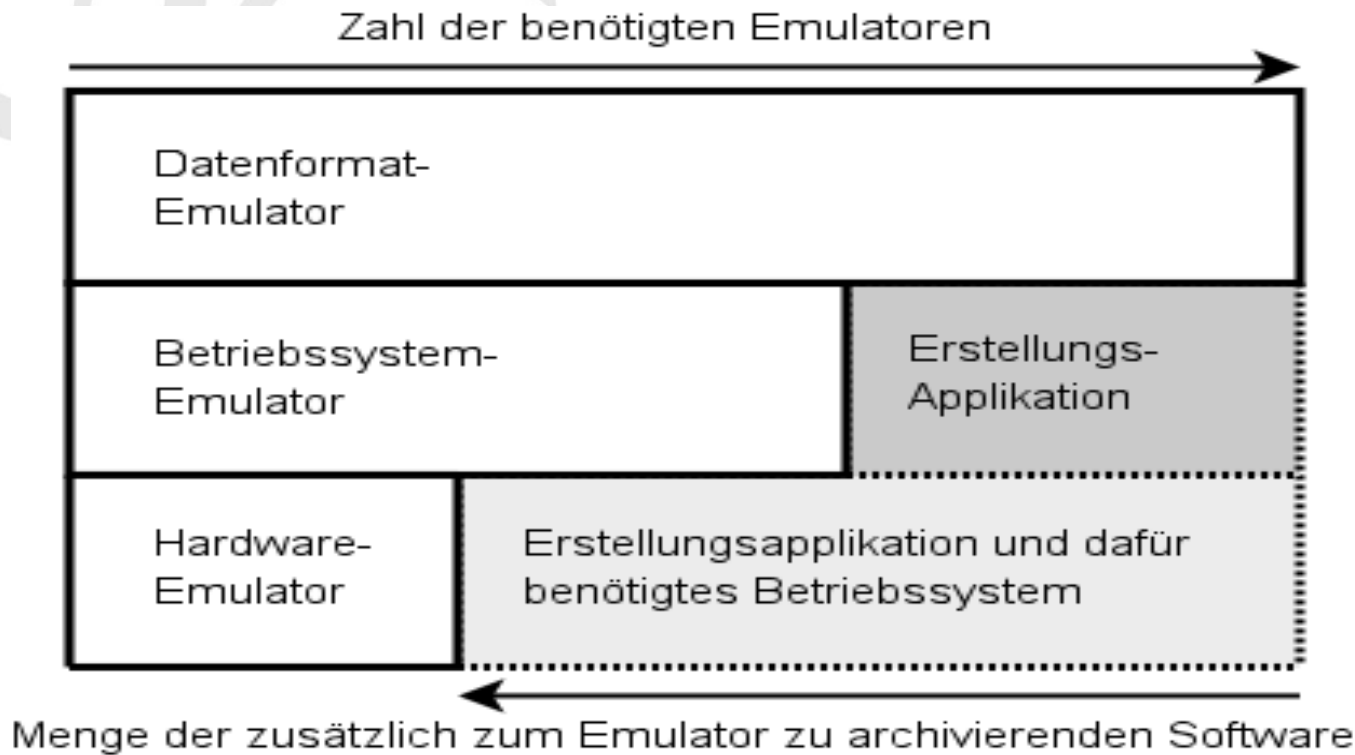 Zahl der benötigten Emulatoren
Datenformat-
Emulator
Betriebssystem-
Emulator
Erstellungs-
Applikation
Hardware-
Emulator
Erstellungsapplikation und dafür
benötigtes Betriebssystem
Menge der zusätzlich zum Emulator zu archivierenden Software